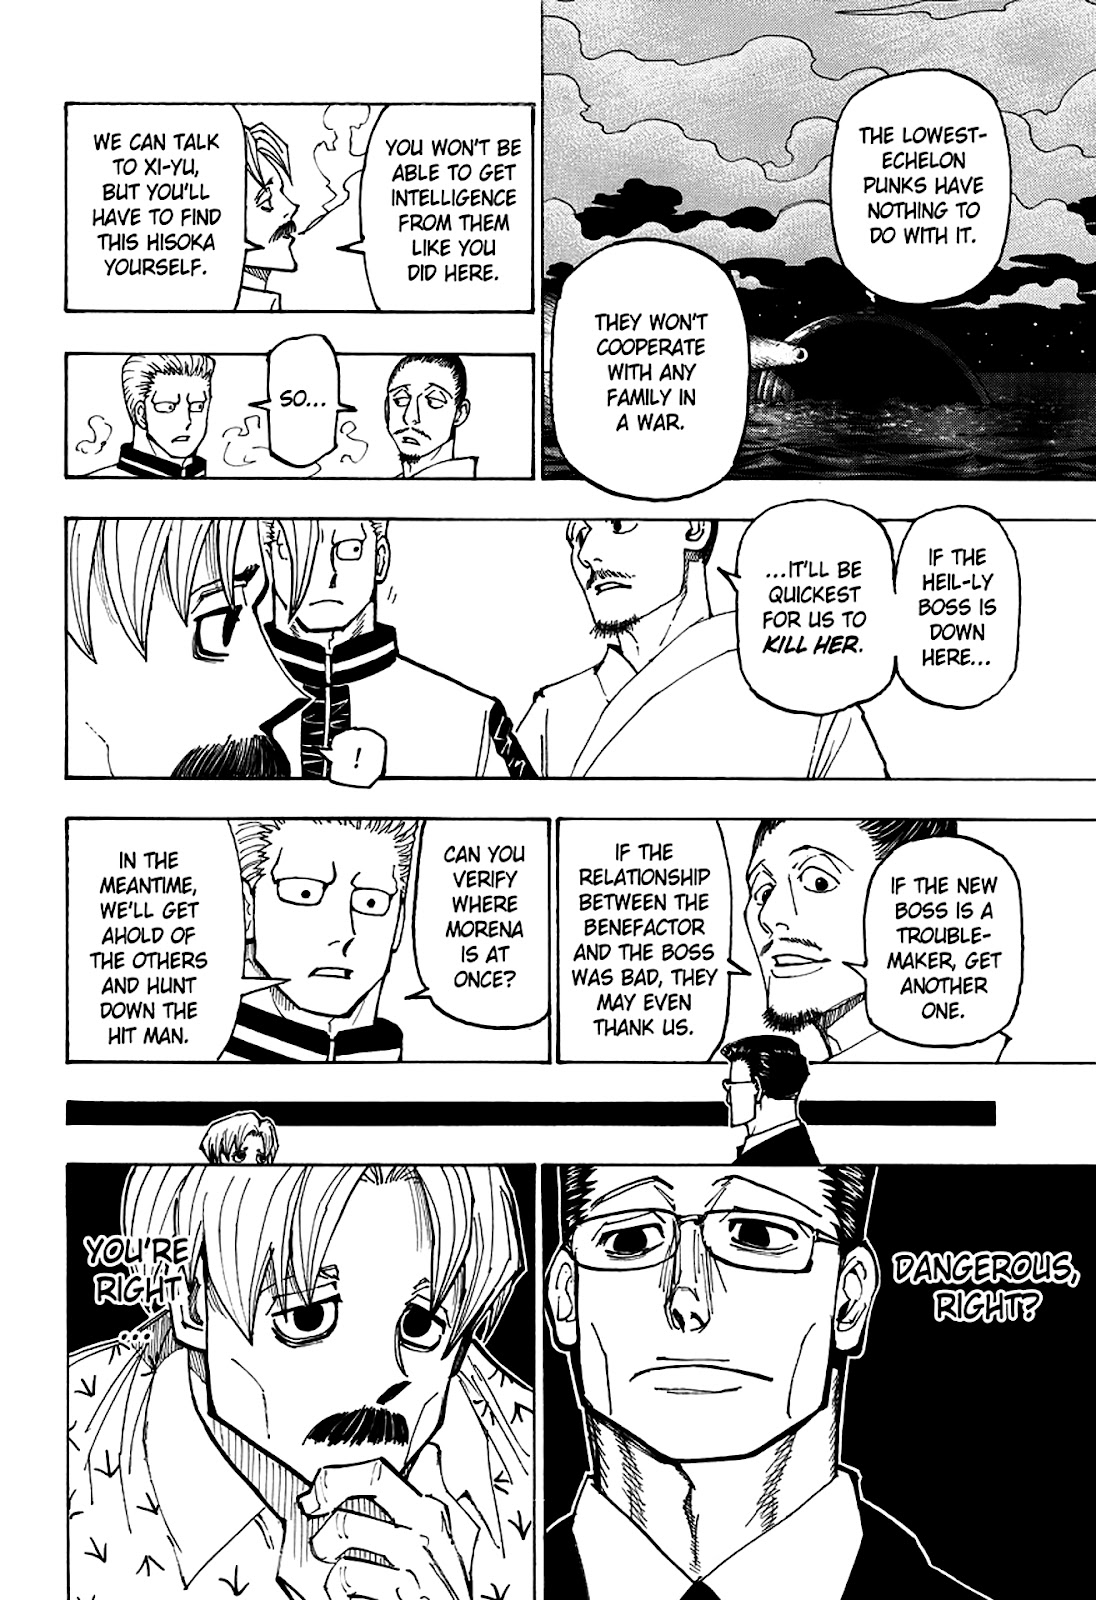 THE LOWEST-
ECHELON
PUNKS HAVE
NOTHING TO
DO WITH IT.
THEY WON'T
COOPERATE
WITH ANY
FAMILY IN
A WAR.
YOU WON'T BE
ABLE TO GET
INTELLIGENCE
FROM THEM
LIKE YOU
DID HERE.
WE CAN TALK
TO XI-YU,
BUT YOU'LL
HAVE TO FIND
THIS HISOKA
YOURSELF.
SO...
IF THE
HEIL-LY
BOSS IS
DOWN
HERE...
...IT'LL BE
QUICKEST
FOR US TO
KILL HER.
!
IF THE NEW
BOSS IS A
TROUBLE-
MAKER, GET
ANOTHER
ONE.
IF THE
RELATIONSHIP
BETWEEN THE
BENEFACTOR
AND THE BOSS
WAS BAD, THEY
MAY EVEN
THANK US.
CAN YOU
VERIFY
WHERE
MORENA
IS AT
ONCE?
IN THE
MEANTIME,
WE'LL GET
AHOLD OF
THE OTHERS
AND HUNT
DOWN THE
HIT MAN.
DANGEROUS,
RIGHT?
YOU'RE
RIGHT
...